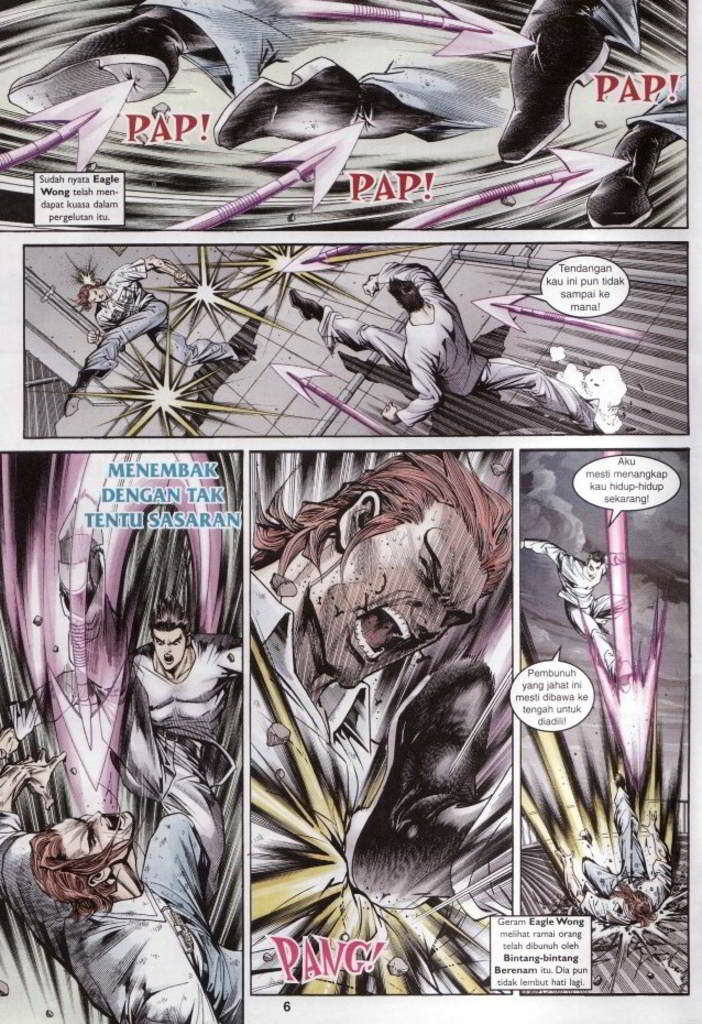 PAP!
PAP!
PAP!
Sudah nyata Eagle
Wong telah men-
dapat kuasa dalam
pergelutan itu.
Tendangan
kau ini pun tidak
sampai ke
mana!
MENEMBAK
DENGAN TAK
TENTU SASARAN
PANG!
Aku
mesti menangkap
kau hidup-hidup
sekarang!
Pembunuh
yang jahat ini
mesti dibawa ke
tengah untuk
diadili!
Geram Eagle Wong
melihat ramai orang
telah dibunuh oleh
Bintang-bintang
Berenam itu. Dia pun
tidak lembut hati lagi.
6